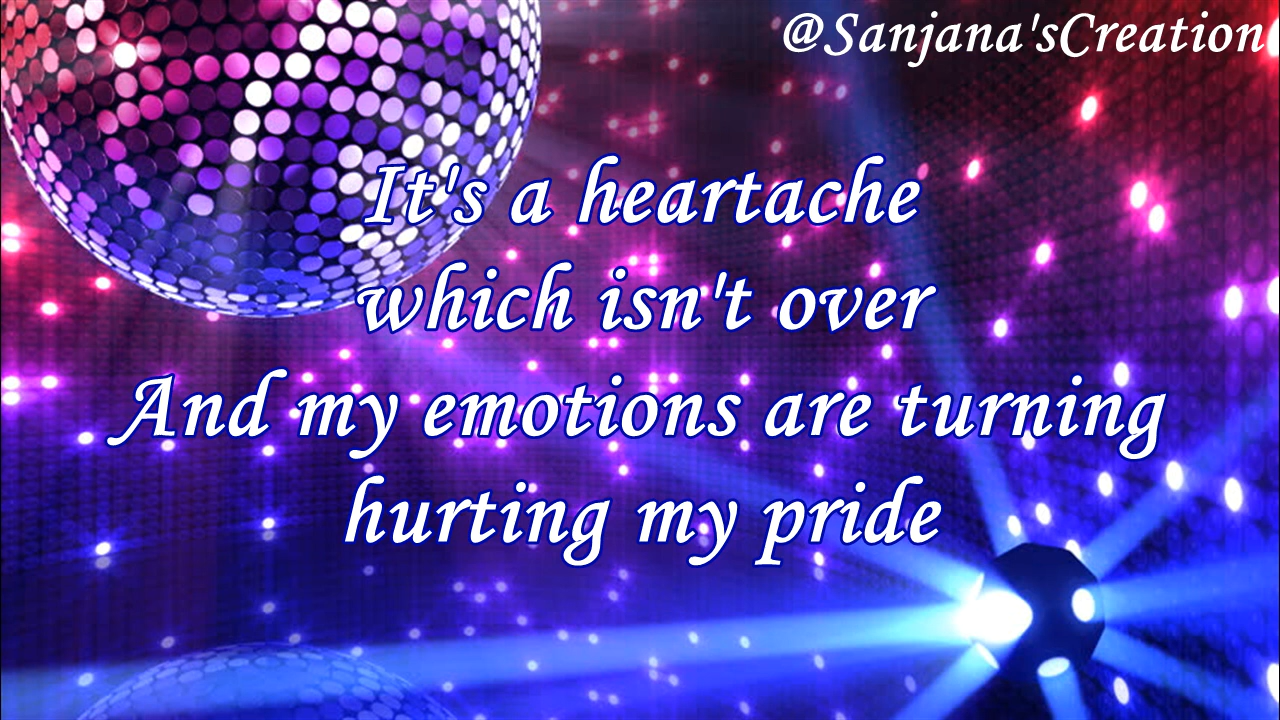 @Sanjana'sCreation
It's a heartache
which isn't over
And my emotions are turning
hurting my pride